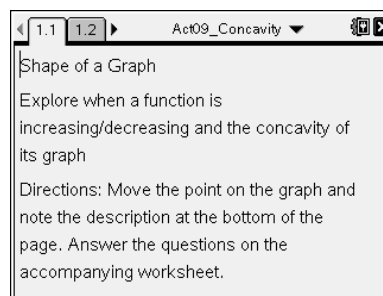 1.1 1.2 Act09_Concavity
Shape of a Graph
Explore when a function is
increasing/decreasing and the concavity of
its graph
Directions: Move the point on the graph and
note the description at the bottom of the
page. Answer the questions on the
accompanying worksheet.